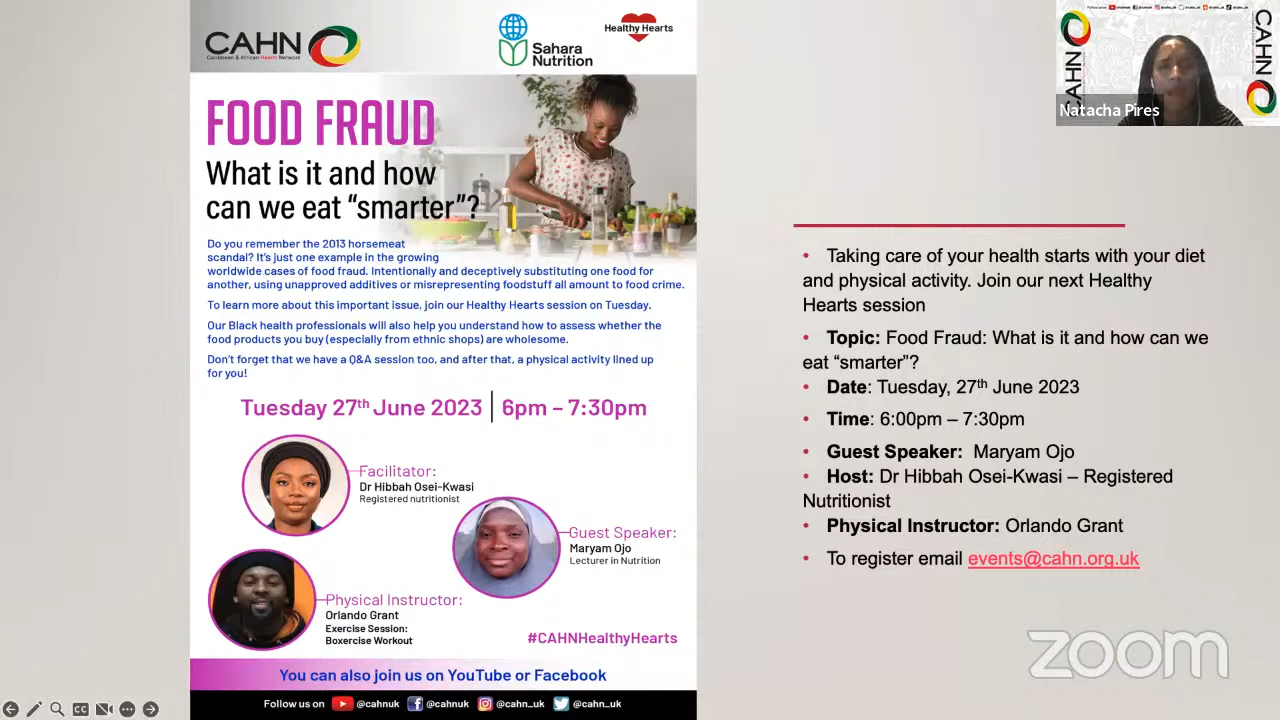 CAHN
Caribbean & African Health Network
Sahara
Nutrition
Healthy Hearts
FOOD FRAUD
What is it and how
can we eat “smarter”?
Do you remember the 2013 horsemeat
scandal? It’s just one example in the growing
worldwide cases of food fraud. Intentionally and deceptively substituting one food for
another, using unapproved additives or misrepresenting foodstuff all amount to food crime.
To learn more about this important issue, join our Healthy Hearts session on Tuesday.
Our Black health professionals will also help you understand how to assess whether the
food products you buy (especially from ethnic shops) are wholesome.
Don’t forget that we have a Q&A session too, and after that, a physical activity lined up
for you!
Tuesday 27th June 2023 | 6pm – 7:30pm
Facilitator:
Dr Hibbah Osei-Kwasi
Registered nutritionist
Guest Speaker:
Maryam Ojo
Lecturer in Nutrition
Physical Instructor:
Orlando Grant
Exercise Session:
Boxercise Workout
#CAHNHealthyHearts
You can also join us on YouTube or Facebook
Follow us on @cahnuk @cahnuk @cahn_uk @cahn_uk
CAHN
CAHN
Natacha Pires
• Taking care of your health starts with your diet
and physical activity. Join our next Healthy
Hearts session
• Topic: Food Fraud: What is it and how can we
eat “smarter”?
• Date: Tuesday, 27th June 2023
• Time: 6:00pm – 7:30pm
• Guest Speaker: Maryam Ojo
• Host: Dr Hibbah Osei-Kwasi – Registered
Nutritionist
• Physical Instructor: Orlando Grant
• To register email events@cahn.org.uk
zoom